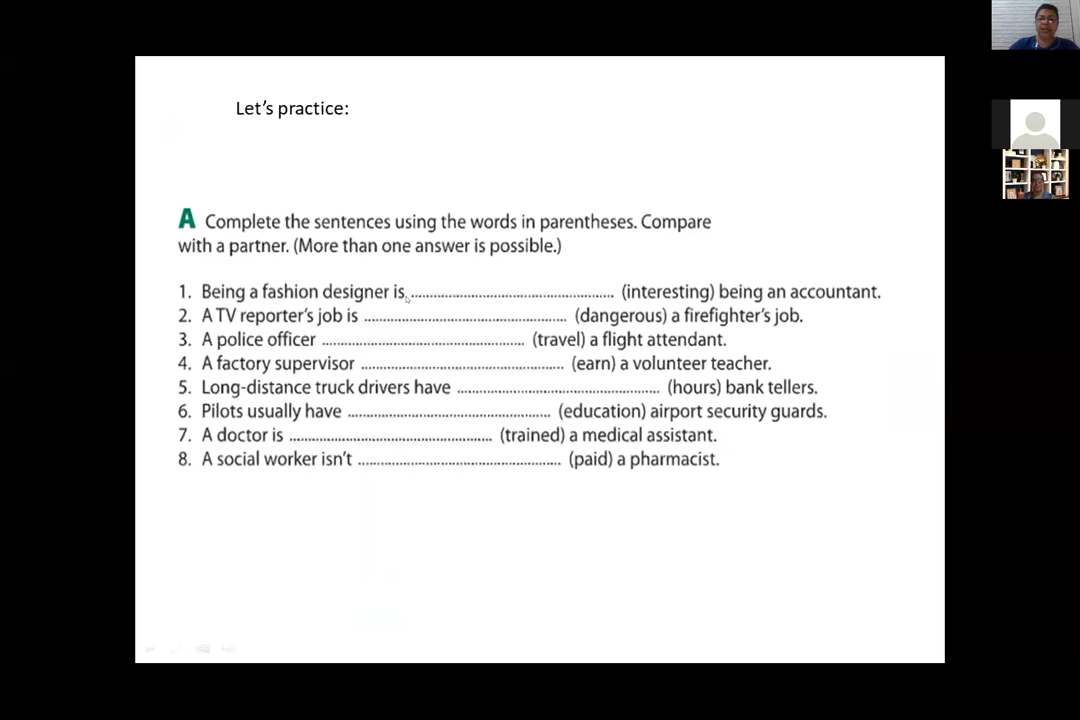 Let's practice:
A Complete the sentences using the words in parentheses. Compare
with a partner. (More than one answer is possible.)
1. Being a fashion designer is ........................................ (interesting) being an accountant.
2. A TV reporter's job is ........................................ (dangerous) a firefighter's job.
3. A police officer ........................................ (travel) a flight attendant.
4. A factory supervisor ........................................ (earn) a volunteer teacher.
5. Long-distance truck drivers have ........................................ (hours) bank tellers.
6. Pilots usually have ........................................ (education) airport security guards.
7. A doctor is ........................................ (trained) a medical assistant.
8. A social worker isn't ........................................ (paid) a pharmacist.